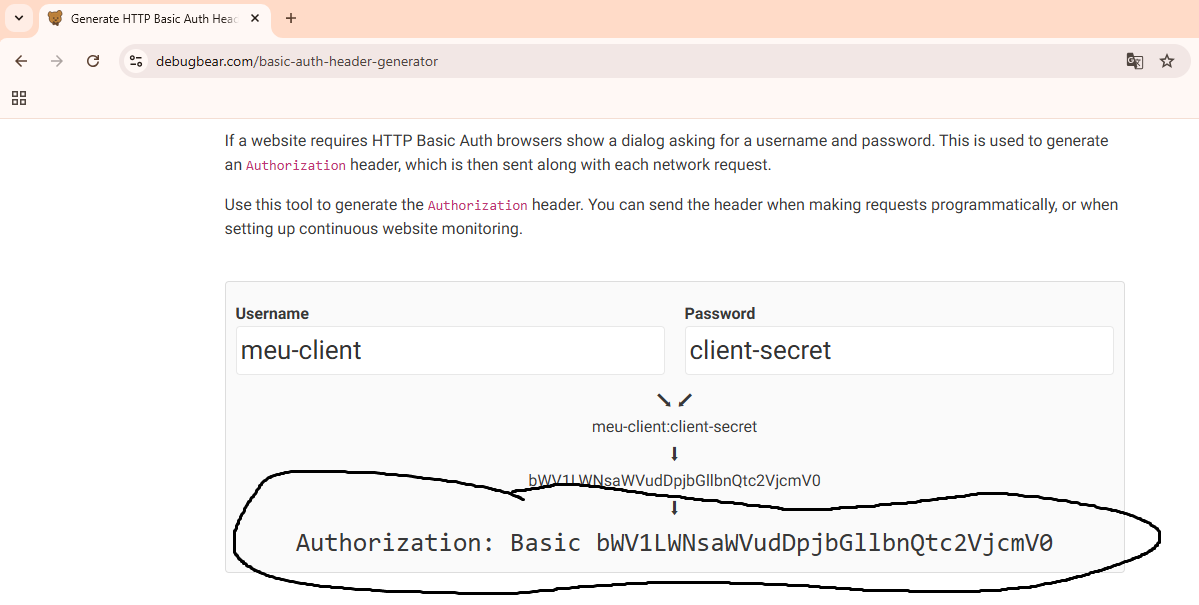 Generate HTTP Basic Auth Head
debugbear.com/basic-auth-header-generator
If a website requires HTTP Basic Auth browsers show a dialog asking for a username and password. This is used to generate
an Authorization header, which is then sent along with each network request.
Use this tool to generate the Authorization header. You can send the header when making requests programmatically, or when
setting up continuous website monitoring.
Username
Password
meu-client
client-secret
meu-client:client-secret
bWV1LWNsaWVudDpjbGllbnQtc2VjcmV0
Authorization: Basic bWV1LWNsaWVudDpjbGllbnQtc2VjcmV0